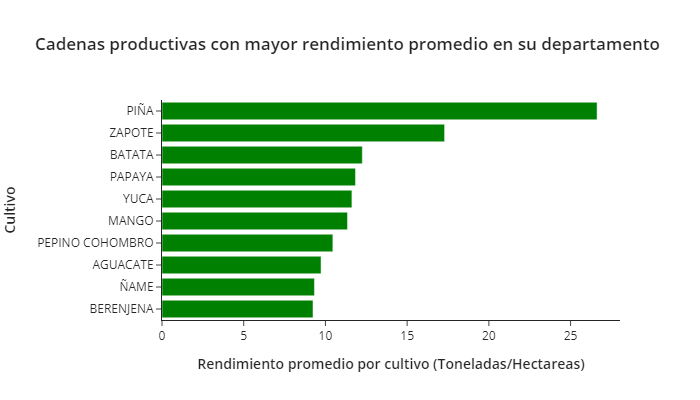 Cadenas productivas con mayor rendimiento promedio en su departamento
Cultivo
PIÑA
ZAPOTE
BATATA
PAPAYA
YUCA
MANGO
PEPINO COHOMBRO
AGUACATE
ÑAME
BERENJENA
0 5 10 15 20 25
Rendimiento promedio por cultivo (Toneladas/Hectareas)